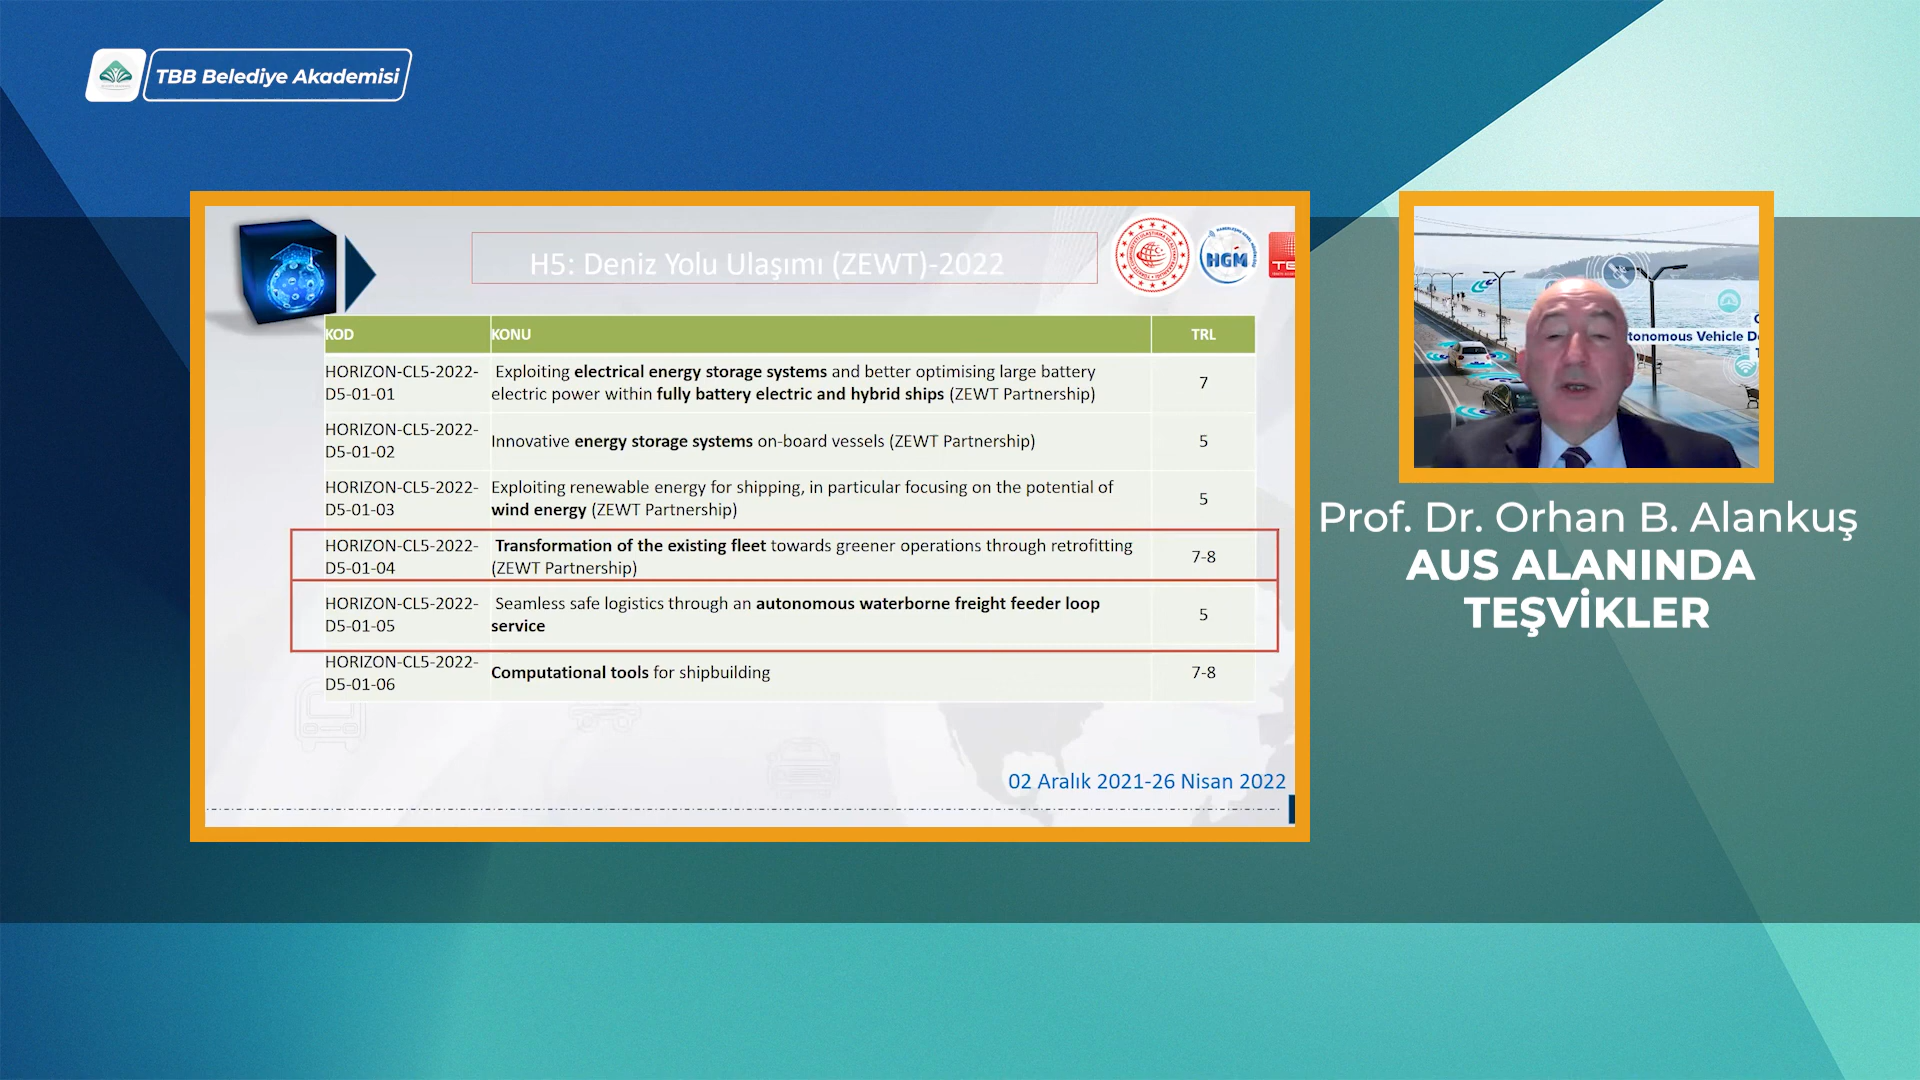 TBB Belediye Akademisi
H5: Deniz Yolu Ulaşımı (ZEWT)-2022
HGM
KOD KONU TRL
HORIZON-CL5-2022-D5-01-01 Exploiting electrical energy storage systems and better optimising large battery electric power within fully battery electric and hybrid ships (ZEWT Partnership) 7
HORIZON-CL5-2022-D5-01-02 Innovative energy storage systems on-board vessels (ZEWT Partnership) 5
HORIZON-CL5-2022-D5-01-03 Exploiting renewable energy for shipping, in particular focusing on the potential of wind energy (ZEWT Partnership) 5
HORIZON-CL5-2022-D5-01-04 Transformation of the existing fleet towards greener operations through retrofitting (ZEWT Partnership) 7-8
HORIZON-CL5-2022-D5-01-05 Seamless safe logistics through an autonomous waterborne freight feeder loop service 5
HORIZON-CL5-2022-D5-01-06 Computational tools for shipbuilding 7-8
02 Aralık 2021-26 Nisan 2022
Vehicle
Prof. Dr. Orhan B. Alankuş
AUS ALANINDA
TEŞVİKLER